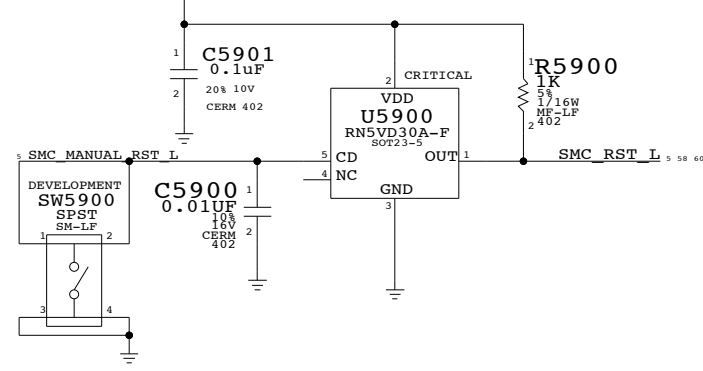 1
C5901
0.1uF
2
20% 10V
CERM 402
2
CRITICAL
VDD
U5900
RN5VD30A-F
SOT23-5
5
CD
OUT
1
4
NC
GND
3
1
R5900
1K
5%
1/16W
MF-LF
2
402
SMC_RST_L
5 58 60
5
SMC_MANUAL_RST_L
DEVELOPMENT
SW5900
SPST
SM-LF
1
2
3
4
C5900
1
0.01UF
10%
16V
2
CERM
402